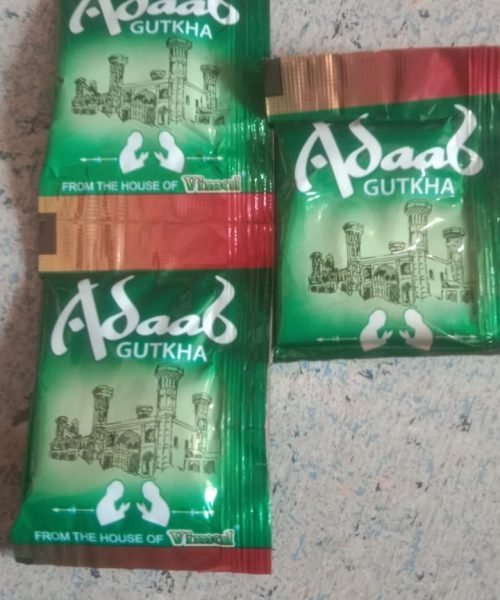 Adaab
GUTKHA
FROM THE HOUSE OF Vimal
Adaab
GUTKHA
Adaab
GUTKHA
FROM THE HOUSE OF Vimal